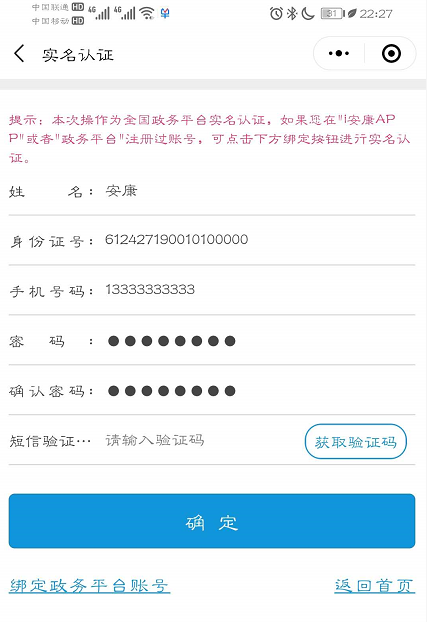 中国联通 HD 4G 4G 81 22:27
中国移动 HD
实名认证
提示：本次操作为全国政务平台实名认证，如果您在"i安康AP
P"或者"政务平台"注册过账号，可点击下方绑定按钮进行实名认
证。
姓 名： 安康
身份证号： 612427190010100000
手机号码： 13333333333
密 码 ： ●●●●●●●●
确认密码： ●●●●●●●●
短信验证… 请输入验证码 获取验证码
确 定
绑定政务平台账号 返回首页